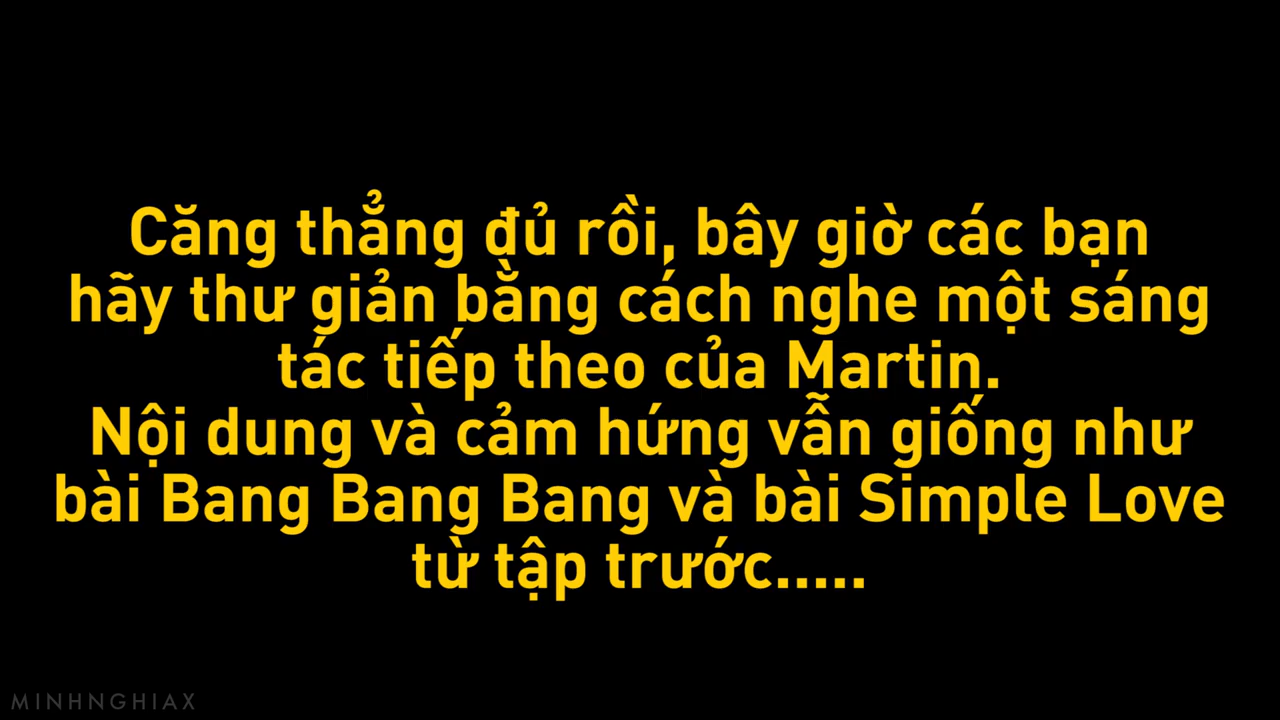 Căng thẳng đủ rồi, bây giờ các bạn
hãy thư giản bằng cách nghe một sáng
tác tiếp theo của Martin.
Nội dung và cảm hứng vẫn giống như
bài Bang Bang Bang và bài Simple Love
từ tập trước.....
MINHNGHIAX